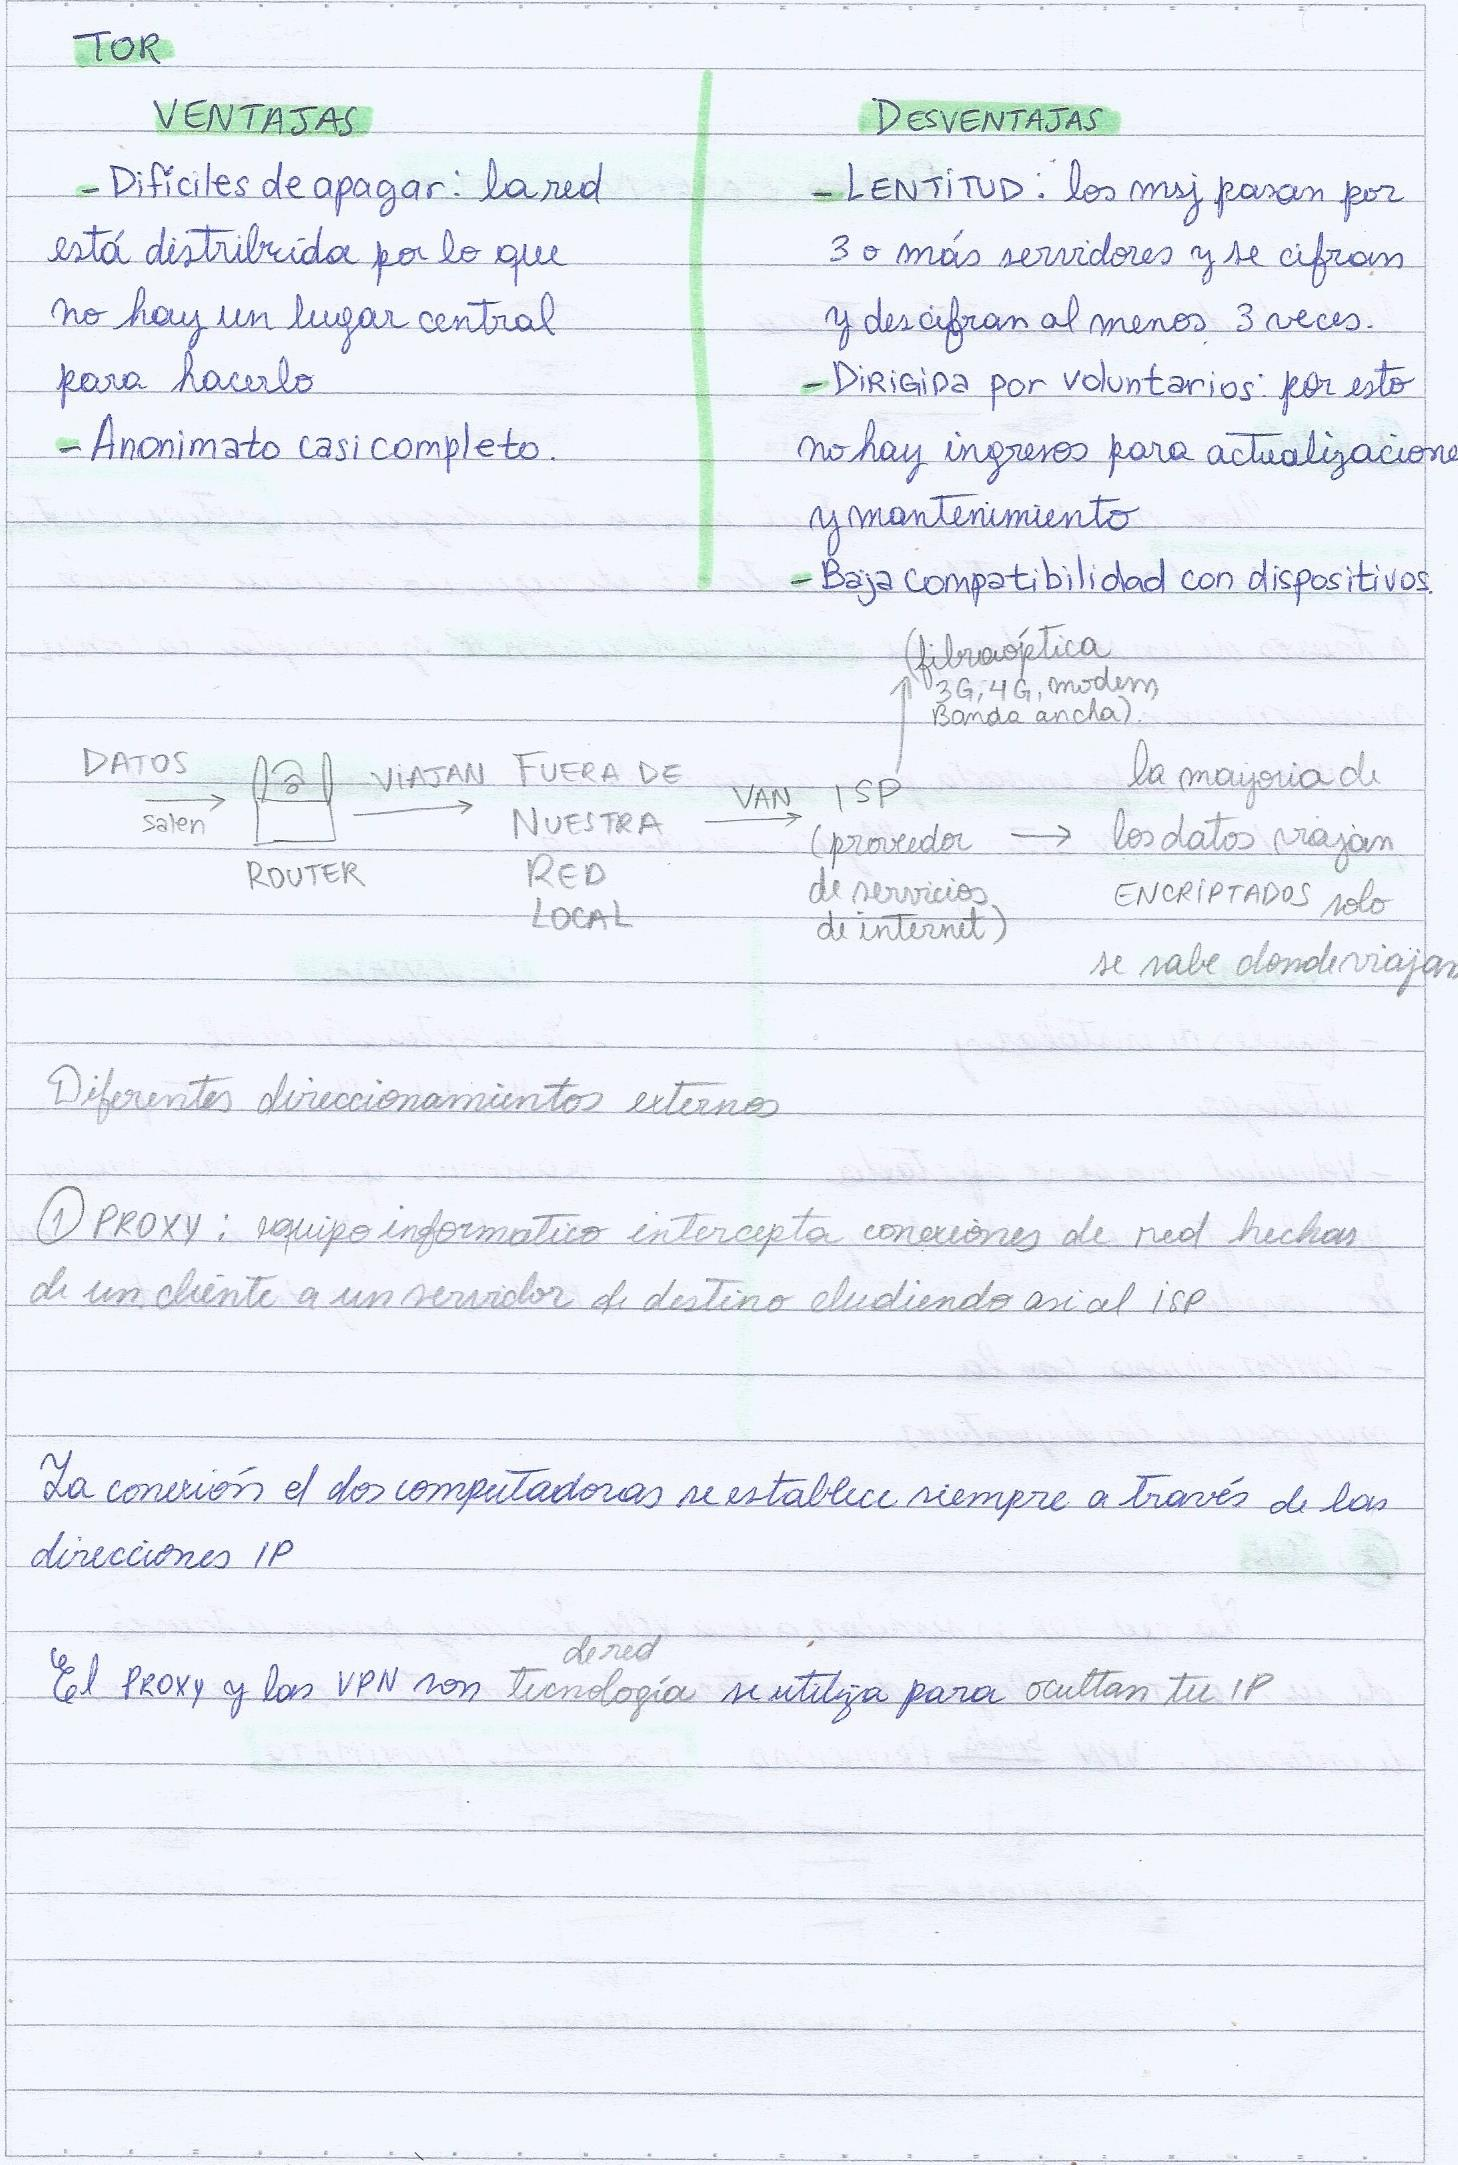 TOR
VENTAJAS
- Difíciles de apagar: la red
está distribuída por lo que
no hay un lugar central
para hacerlo
- Anonimato casi completo.
DESVENTAJAS
- LENTITUD: los msj pasan por
3 o más servidores y se cifran
y descifran al menos 3 veces.
- DIRIGIDA por voluntarios: por esto
no hay ingresos para actualizacione
y mantenimiento
- Baja compatibilidad con dispositivos.
(fibra óptica
3G, 4G, modem
Banda ancha).
DATOS
salen
ROUTER
VIAJAN
FUERA DE
NUESTRA
RED
LOCAL
VAN
ISP
(proveedor
de servicios
de internet)
la mayoria de
los datos viajan
ENCRIPTADOS solo
se sabe donde viajan
Diferentes direccionamientos externos
① PROXY: equipo informatico intercepta conexiones de red hechas
de un cliente a un servidor de destino eludiendo asi al ISP
La conexión el dos computadoras se establece siempre a través de las
direcciones IP
de red
El PROXY y las VPN son tecnología se utiliza para ocultan tu IP